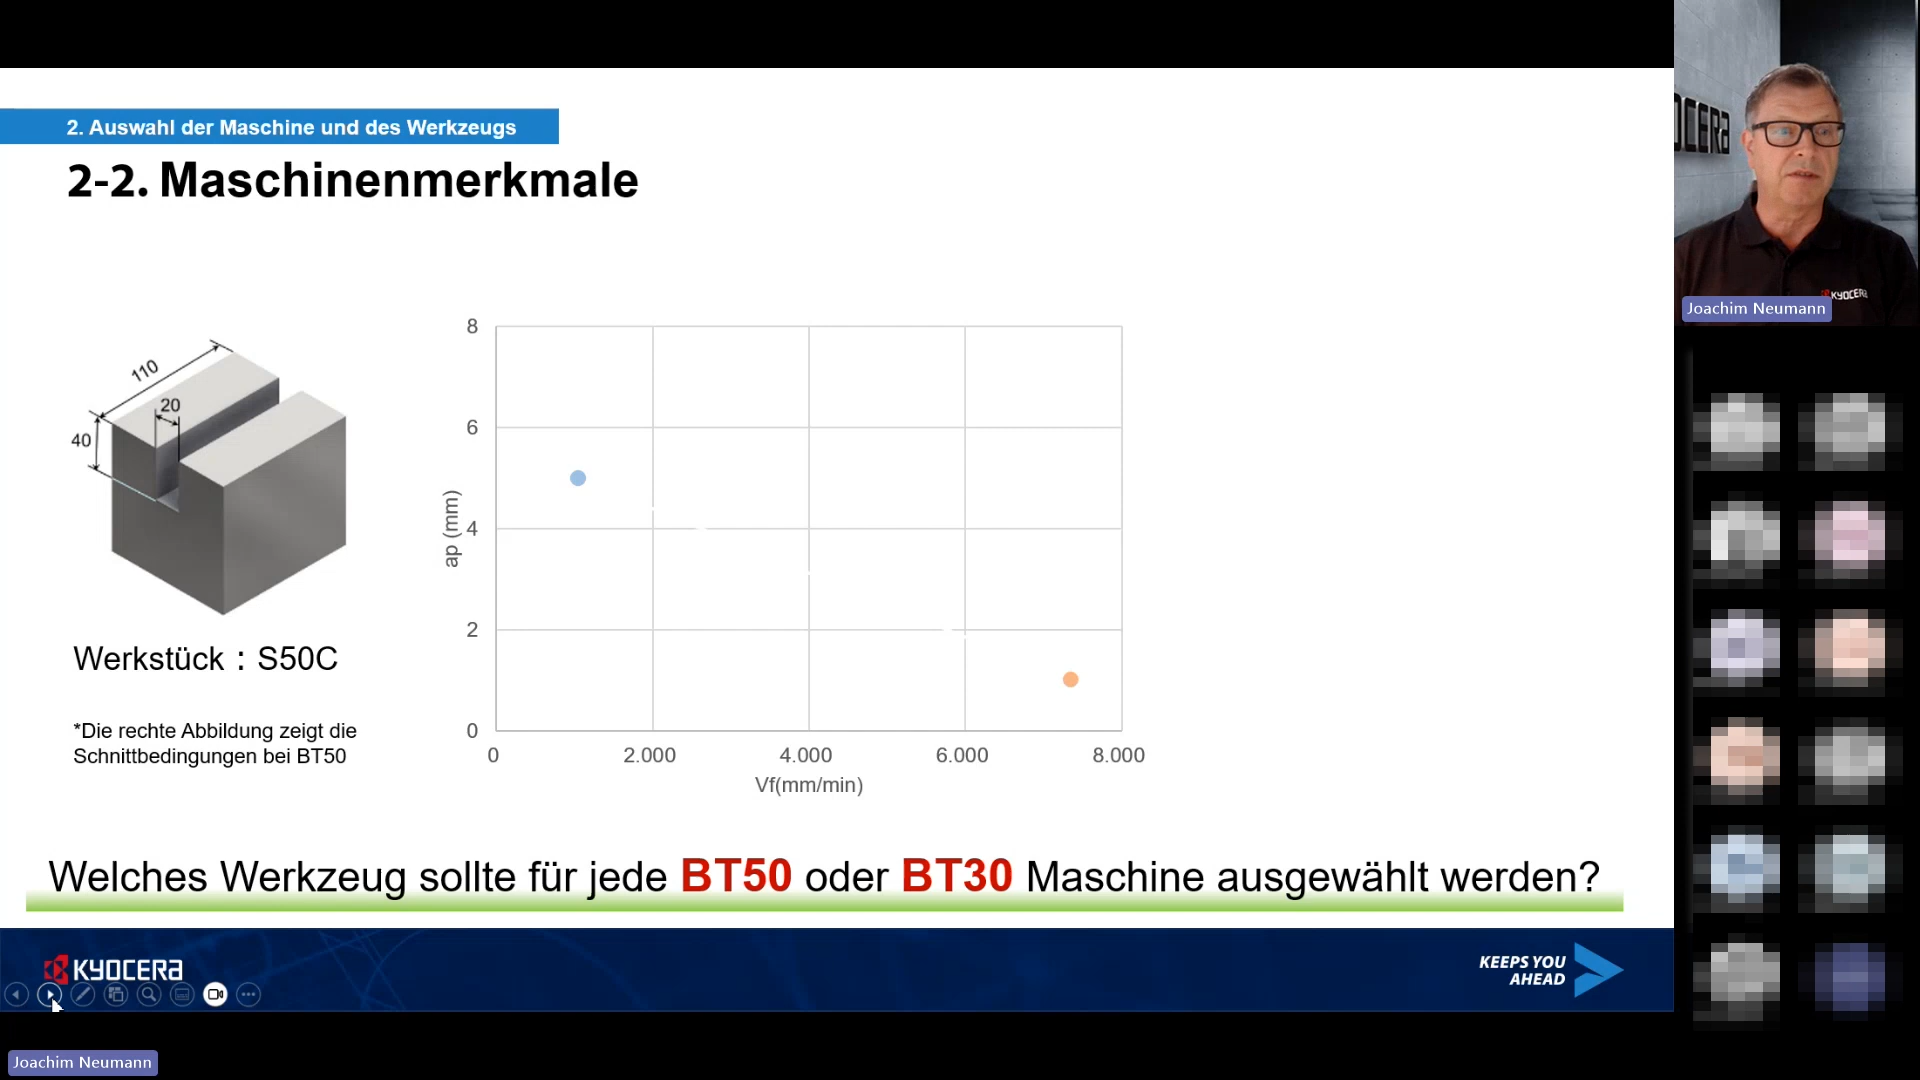 2. Auswahl der Maschine und des Werkzeugs
2-2. Maschinenmerkmale
110
20
40
Werkstück : S50C
*Die rechte Abbildung zeigt die
Schnittbedingungen bei BT50
8
6
4
2
0
ap (mm)
0 2.000 4.000 6.000 8.000
Vf(mm/min)
Welches Werkzeug sollte für jede BT50 oder BT30 Maschine ausgewählt werden?
KYOCERA
KEEPS YOU
AHEAD
Joachim Neumann
KYOCERA
Joachim Neumann